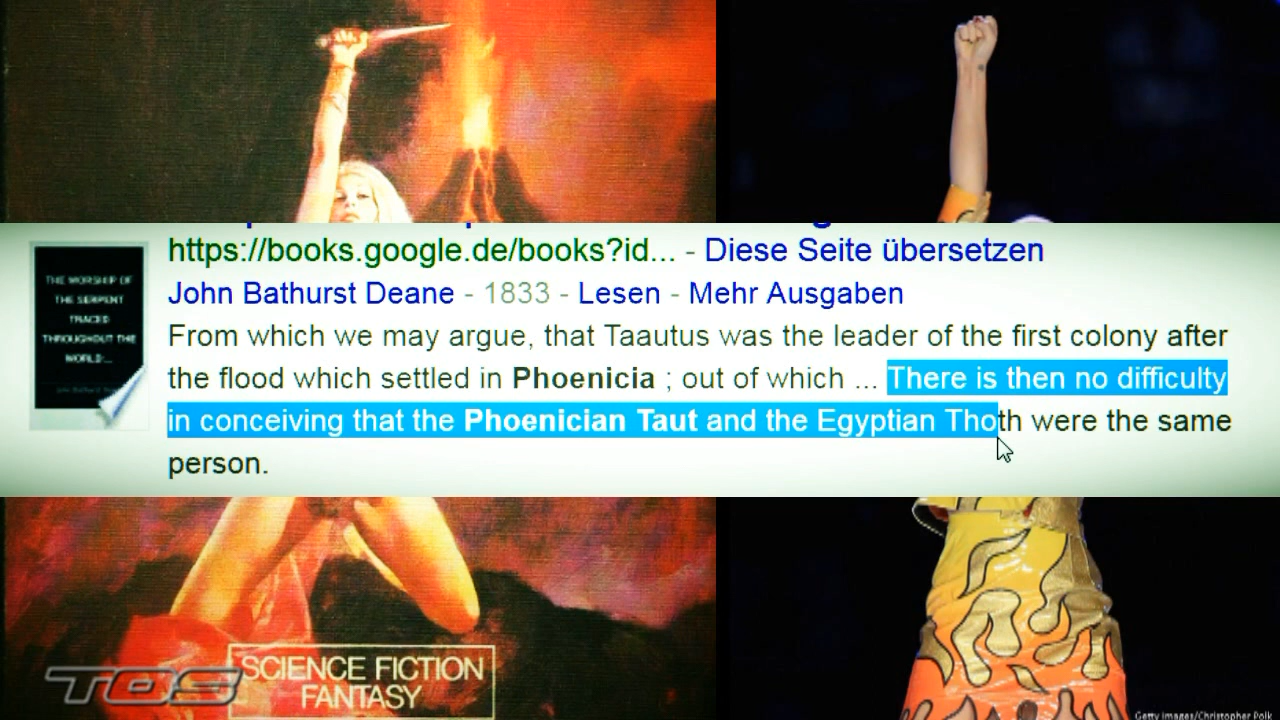 https://books.google.de/books?id... - Diese Seite übersetzen
John Bathurst Deane - 1833 - Lesen - Mehr Ausgaben
From which we may argue, that Taautus was the leader of the first colony after
the flood which settled in Phoenicia ; out of which ... There is then no difficulty
in conceiving that the Phoenician Taut and the Egyptian Thoth were the same
person.
THE WORSHIP OF
THE SERPENT
TRACED
THROUGHOUT THE
WORLD:...
SCIENCE FICTION
FANTASY
TOS
Getty Images/Christopher Polk